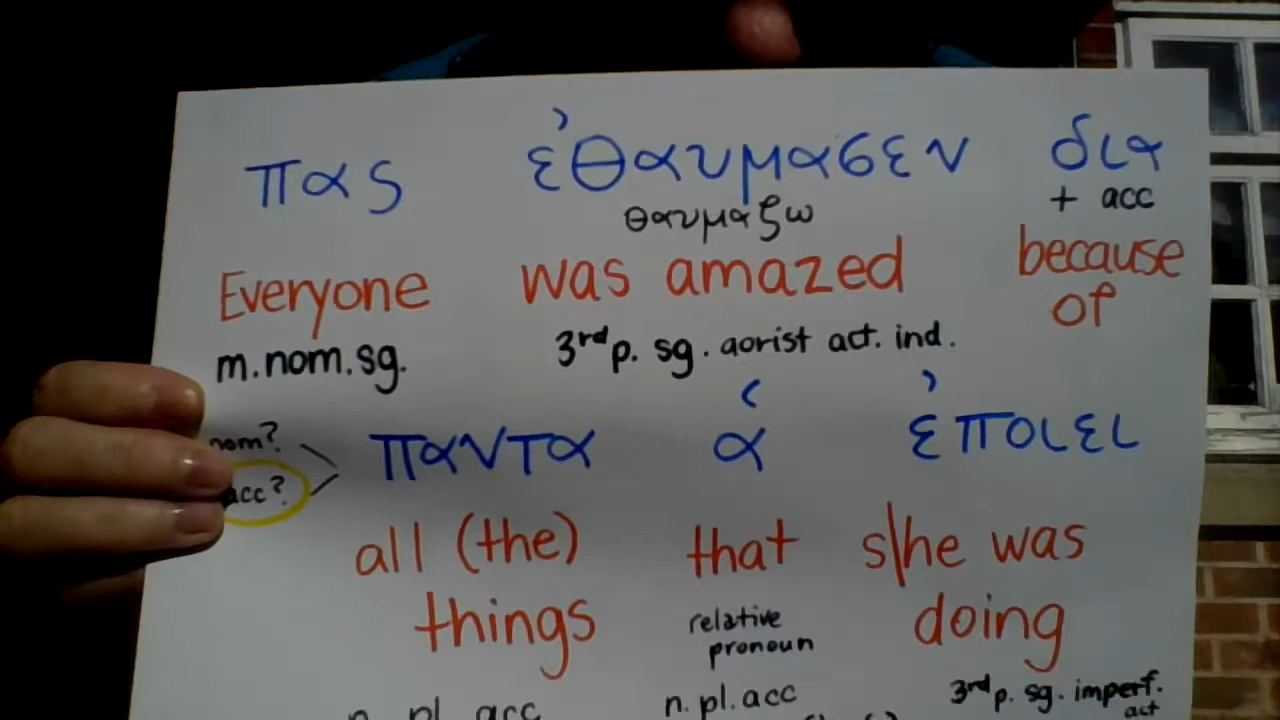 πας ἐθαυμασεν δια
θαυμαζω + acc
Everyone was amazed because
of
m.nom.sg. 3rd p. sg. aorist act. ind.
nom? παντα ἁ ἐποιει
acc?
all (the) that s\he was
things doing
relative
pronoun
n. pl. acc n. pl. acc 3rd p. sg. imperf.
act